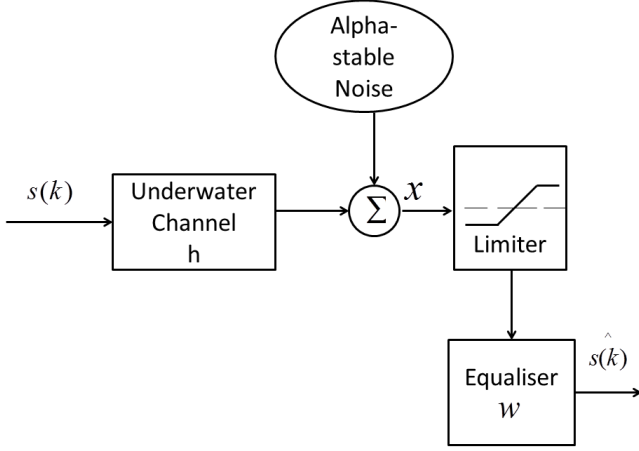 Alpha-
stable
Noise
s(k)
Underwater
Channel
h
Σ
x
Limiter
Equaliser
w
ŝ(k)